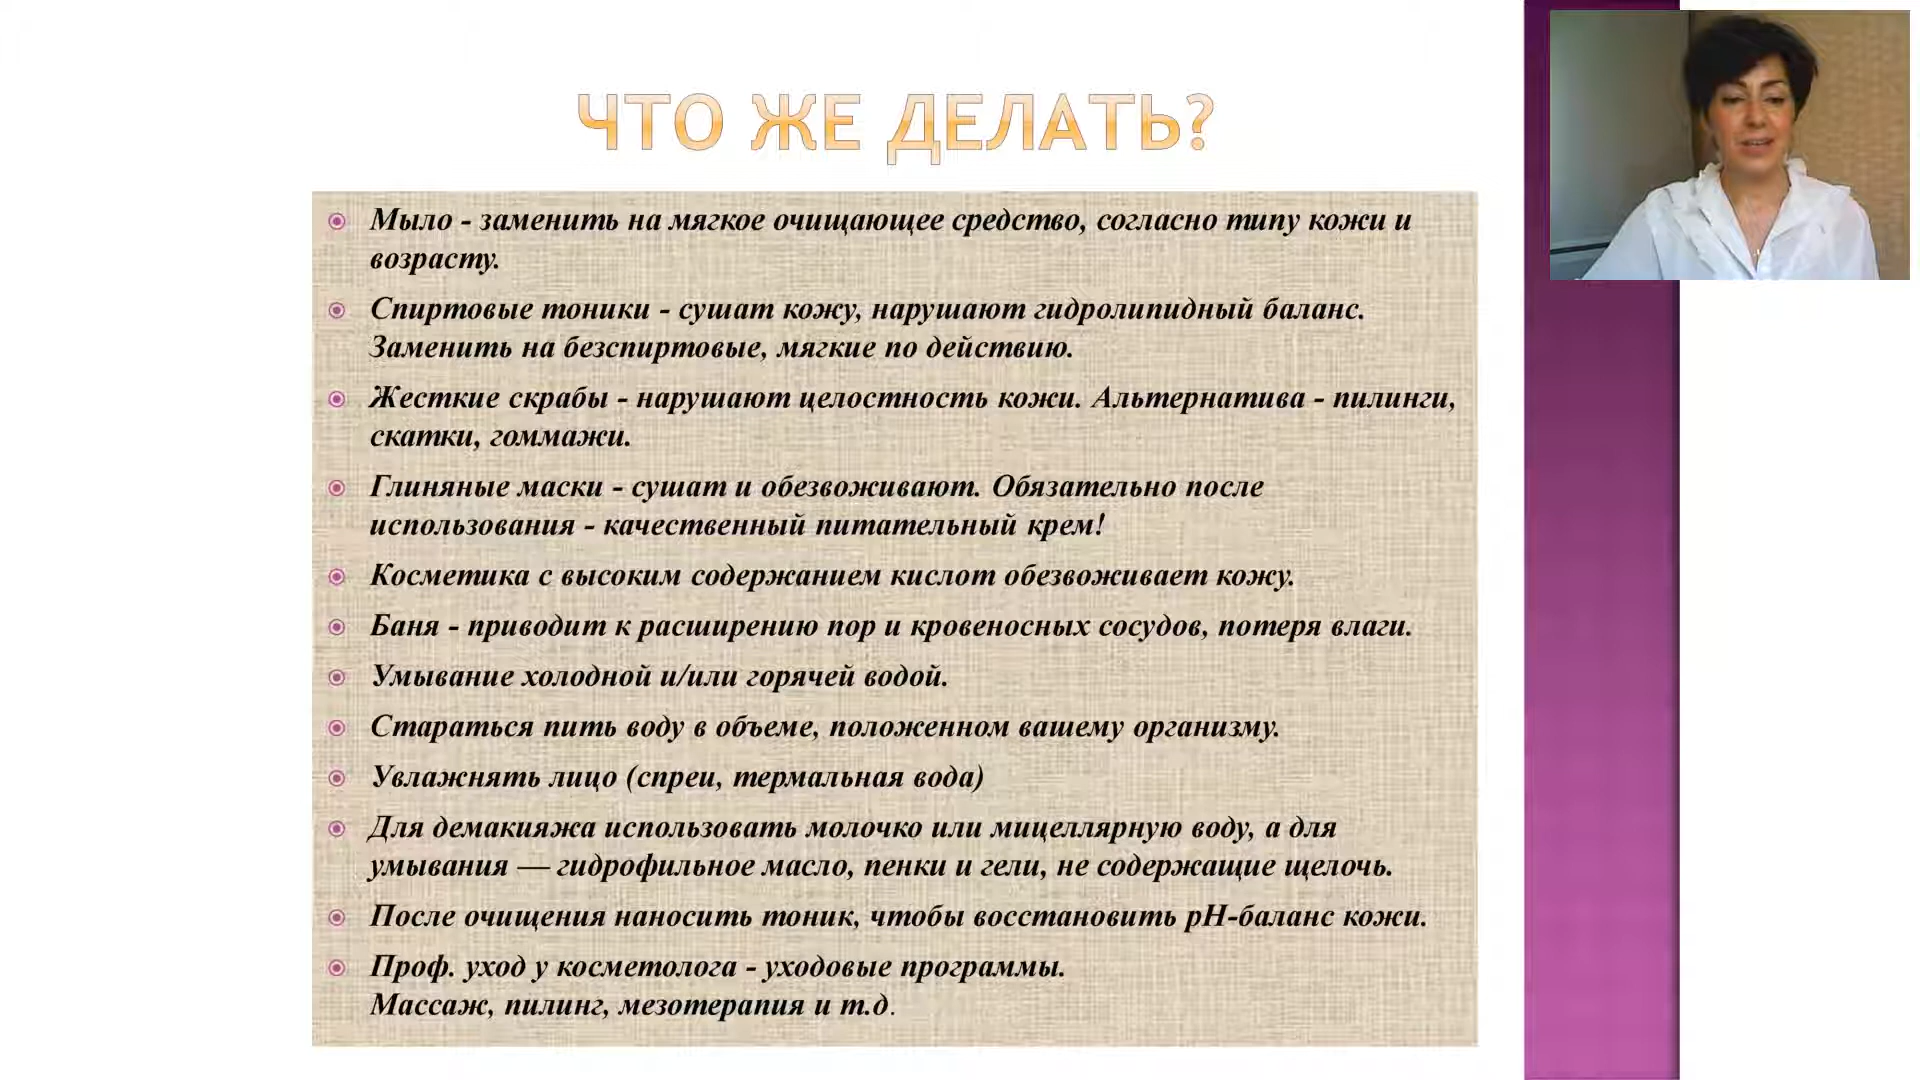 ЧТО ЖЕ ДЕЛАТЬ?
Мыло - заменить на мягкое очищающее средство, согласно типу кожи и
возрасту.
Спиртовые тоники - сушат кожу, нарушают гидролипидный баланс.
Заменить на безспиртовые, мягкие по действию.
Жесткие скрабы - нарушают целостность кожи. Альтернатива - пилинги,
скатки, гоммажи.
Глиняные маски - сушат и обезвоживают. Обязательно после
использования - качественный питательный крем!
Косметика с высоким содержанием кислот обезвоживает кожу.
Баня - приводит к расширению пор и кровеносных сосудов, потеря влаги.
Умывание холодной и/или горячей водой.
Стараться пить воду в объеме, положенном вашему организму.
Увлажнять лицо (спреи, термальная вода)
Для демакияжа использовать молочко или мицеллярную воду, а для
умывания — гидрофильное масло, пенки и гели, не содержащие щелочь.
После очищения наносить тоник, чтобы восстановить рН-баланс кожи.
Проф. уход у косметолога - уходовые программы.
Массаж, пилинг, мезотерапия и т.д.